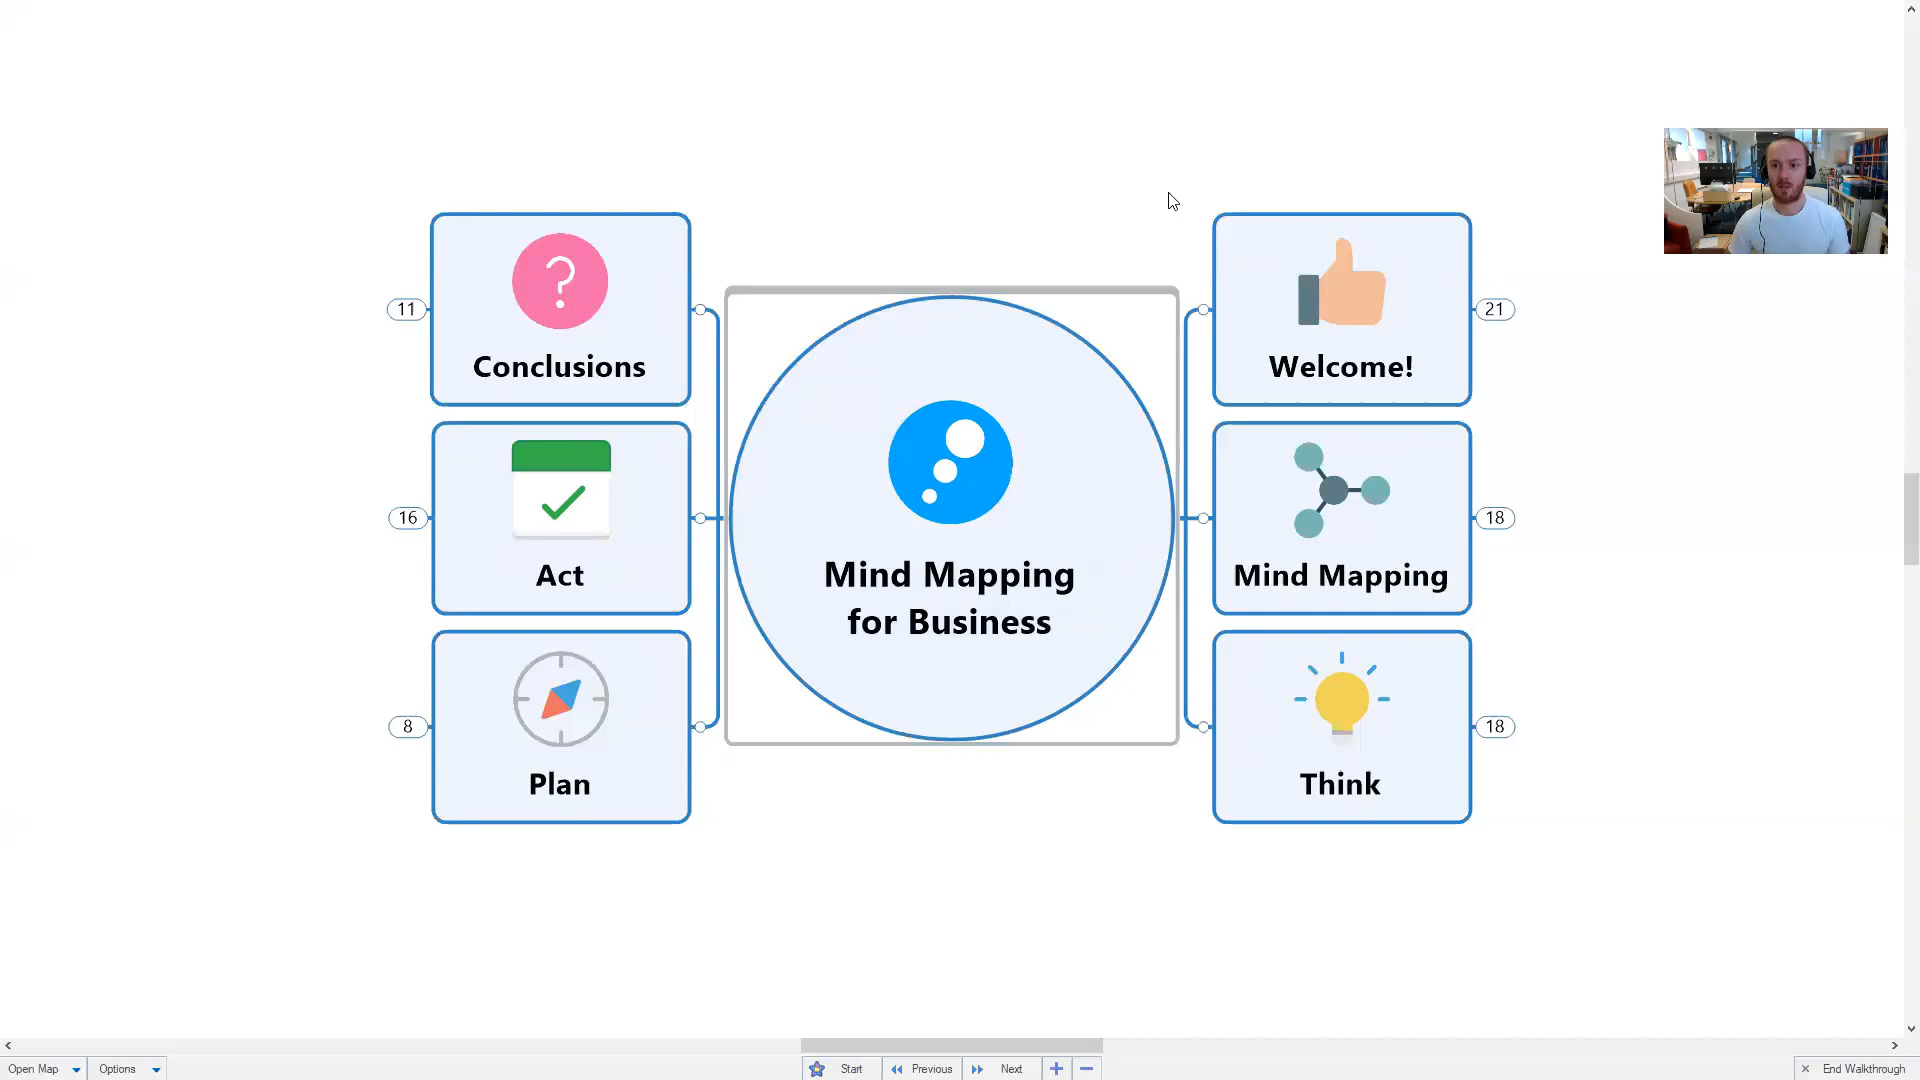 ?
Conclusions
11
Welcome!
21
Act
16
Mind Mapping
for Business
Mind Mapping
18
Plan
8
Think
18
Open Map
Options
Start
Previous
Next
End Walkthrough